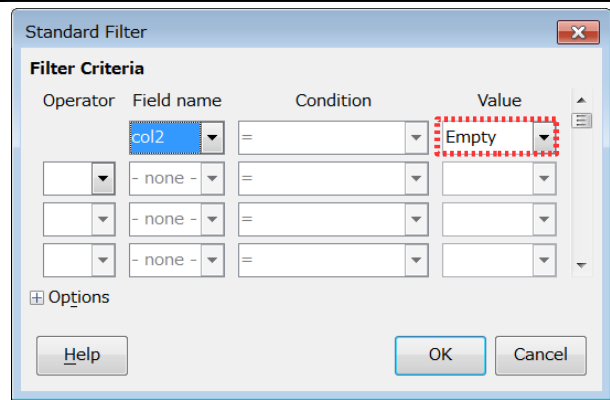 Standard Filter
Filter Criteria
Operator Field name Condition Value
col2 = Empty
- none - =
- none - =
- none - =
Options
Help OK Cancel